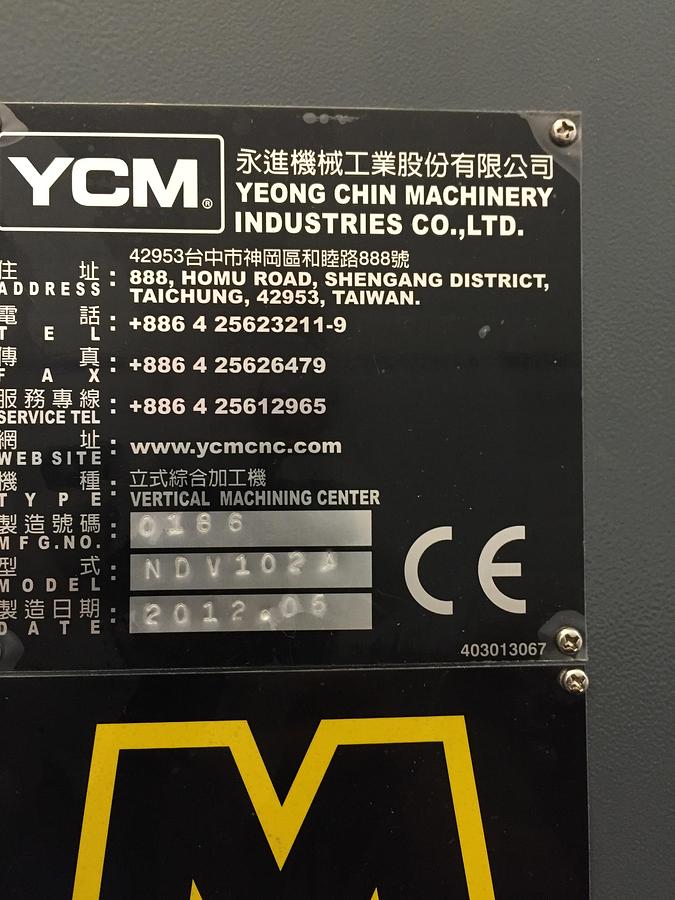 YCM®
永進機械工業股份有限公司
YEONG CHIN MACHINERY
INDUSTRIES CO.,LTD.
住址: 42953台中市神岡區和睦路888號
ADDRESS 888, HOMU ROAD, SHENGANG DISTRICT,
TAICHUNG, 42953, TAIWAN.
電話
TEL : +886 4 25623211-9
傳真
FAX : +886 4 25626479
服務專線
SERVICE TEL : +886 4 25612965
網址
WEBSITE : www.ycmcnc.com
機種: 立式綜合加工機
TYPE VERTICAL MACHINING CENTER
製造號碼
MFG.NO. : 0186
型式
MODEL : NDV102A
製造日期
DATE : 2012.06
CE
403013067
M